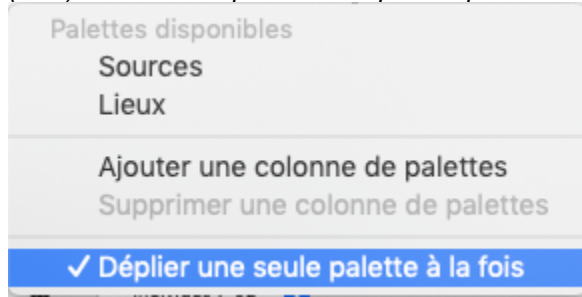 Palettes disponibles
Sources
Lieux
Ajouter une colonne de palettes
Supprimer une colonne de palettes
✓ Déplier une seule palette à la fois